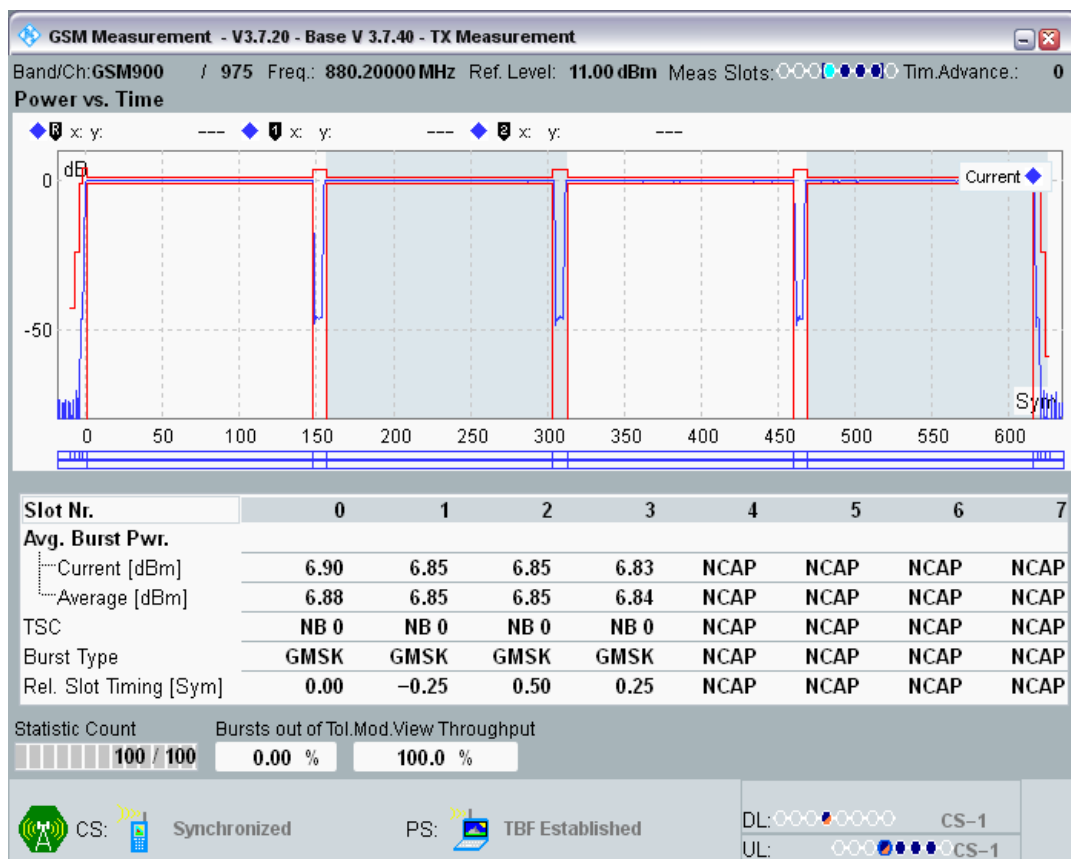 GSM Measurement - V3.7.20 - Base V 3.7.40 - TX Measurement
Band/Ch:GSM900 / 975 Freq.: 880.20000 MHz Ref. Level: 11.00 dBm Meas Slots: Tim.Advance.: 0
Power vs. Time
R x: y: --- 1 x: y: --- 2 x: y: ---
dB
Current
0
-50
Sym
0 50 100 150 200 250 300 350 400 450 500 550 600
Slot Nr. 0 1 2 3 4 5 6 7
Avg. Burst Pwr.
Current [dBm] 6.90 6.85 6.85 6.83 NCAP NCAP NCAP NCAP
Average [dBm] 6.88 6.85 6.85 6.84 NCAP NCAP NCAP NCAP
TSC NB 0 NB 0 NB 0 NB 0 NCAP NCAP NCAP NCAP
Burst Type GMSK GMSK GMSK GMSK NCAP NCAP NCAP NCAP
Rel. Slot Timing [Sym] 0.00 −0.25 0.50 0.25 NCAP NCAP NCAP NCAP
Statistic Count Bursts out of Tol.Mod.View Throughput
100 / 100 0.00 % 100.0 %
CS: Synchronized PS: TBF Established DL: CS−1
UL: CS−1